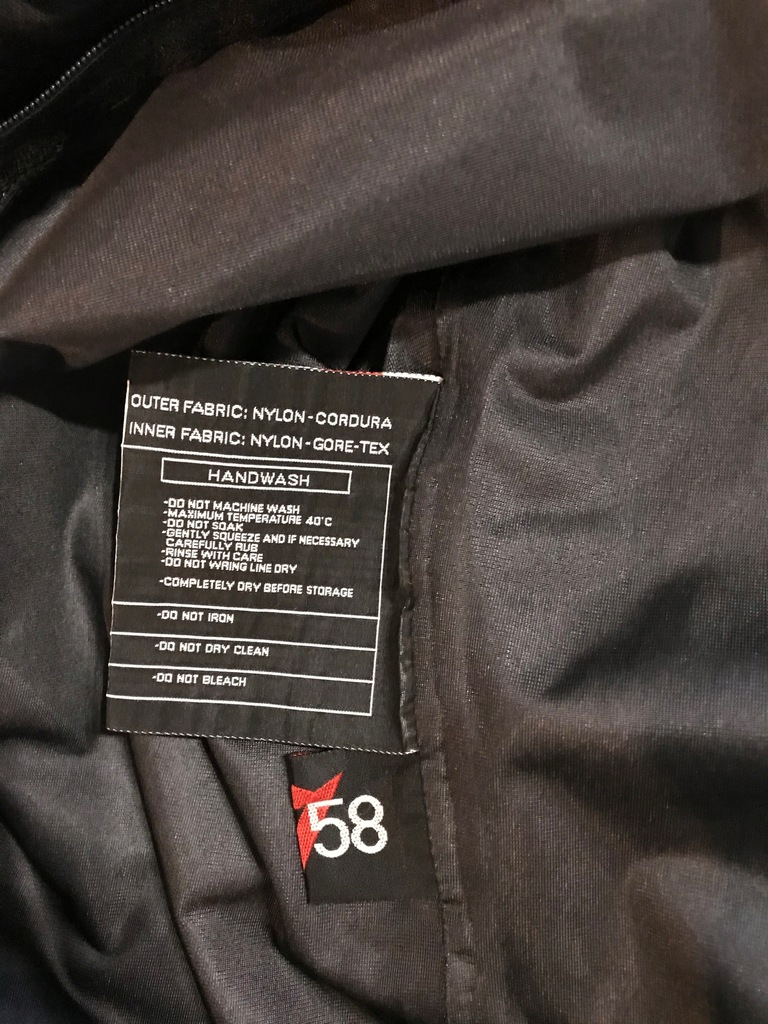 OUTER FABRIC: NYLON-CORDURA
INNER FABRIC: NYLON-GORE-TEX
HANDWASH
-DO NOT MACHINE WASH
-MAXIMUM TEMPERATURE 40°C
-DO NOT SOAK
-GENTLY SQUEEZE AND IF NECESSARY
CAREFULLY RUB
-RINSE WITH CARE
-DO NOT WRING LINE DRY
-COMPLETELY DRY BEFORE STORAGE
-DO NOT IRON
-DO NOT DRY CLEAN
-DO NOT BLEACH
58